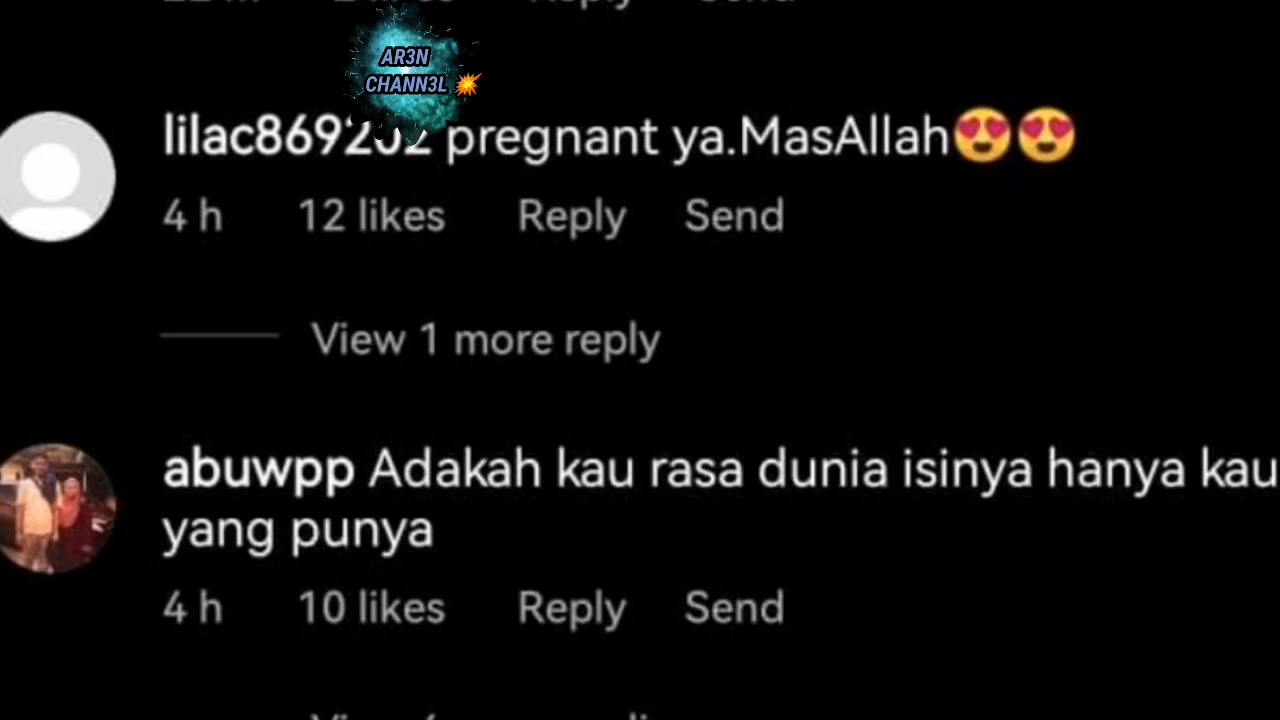 AR3N
CHANN3L 💥
pregnant ya.MasAllah😍😍
4 h 12 likes Reply Send
View 1 more reply
abuwpp Adakah kau rasa dunia isinya hanya kau
yang punya
4 h 10 likes Reply Send